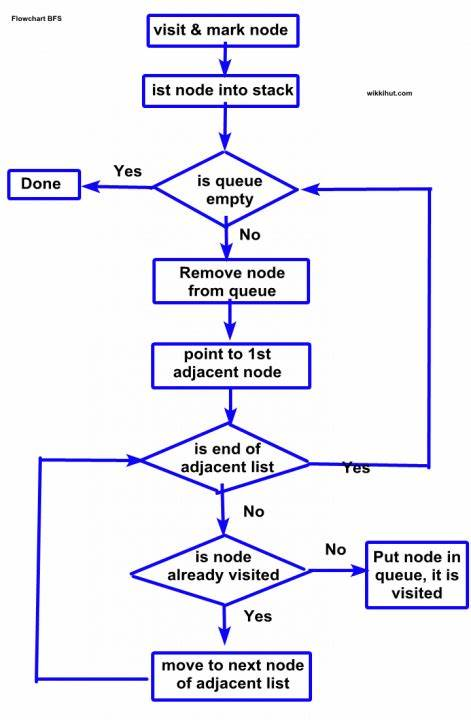 Flowchart BFS
visit & mark node
ist node into stack
wikkihut.com
is queue
empty
Yes
Done
No
Remove node
from queue
point to 1st
adjacent node
is end of
adjacent list
Yes
No
is node
already visited
No
Put node in
queue, it is
visited
Yes
move to next node
of adjacent list